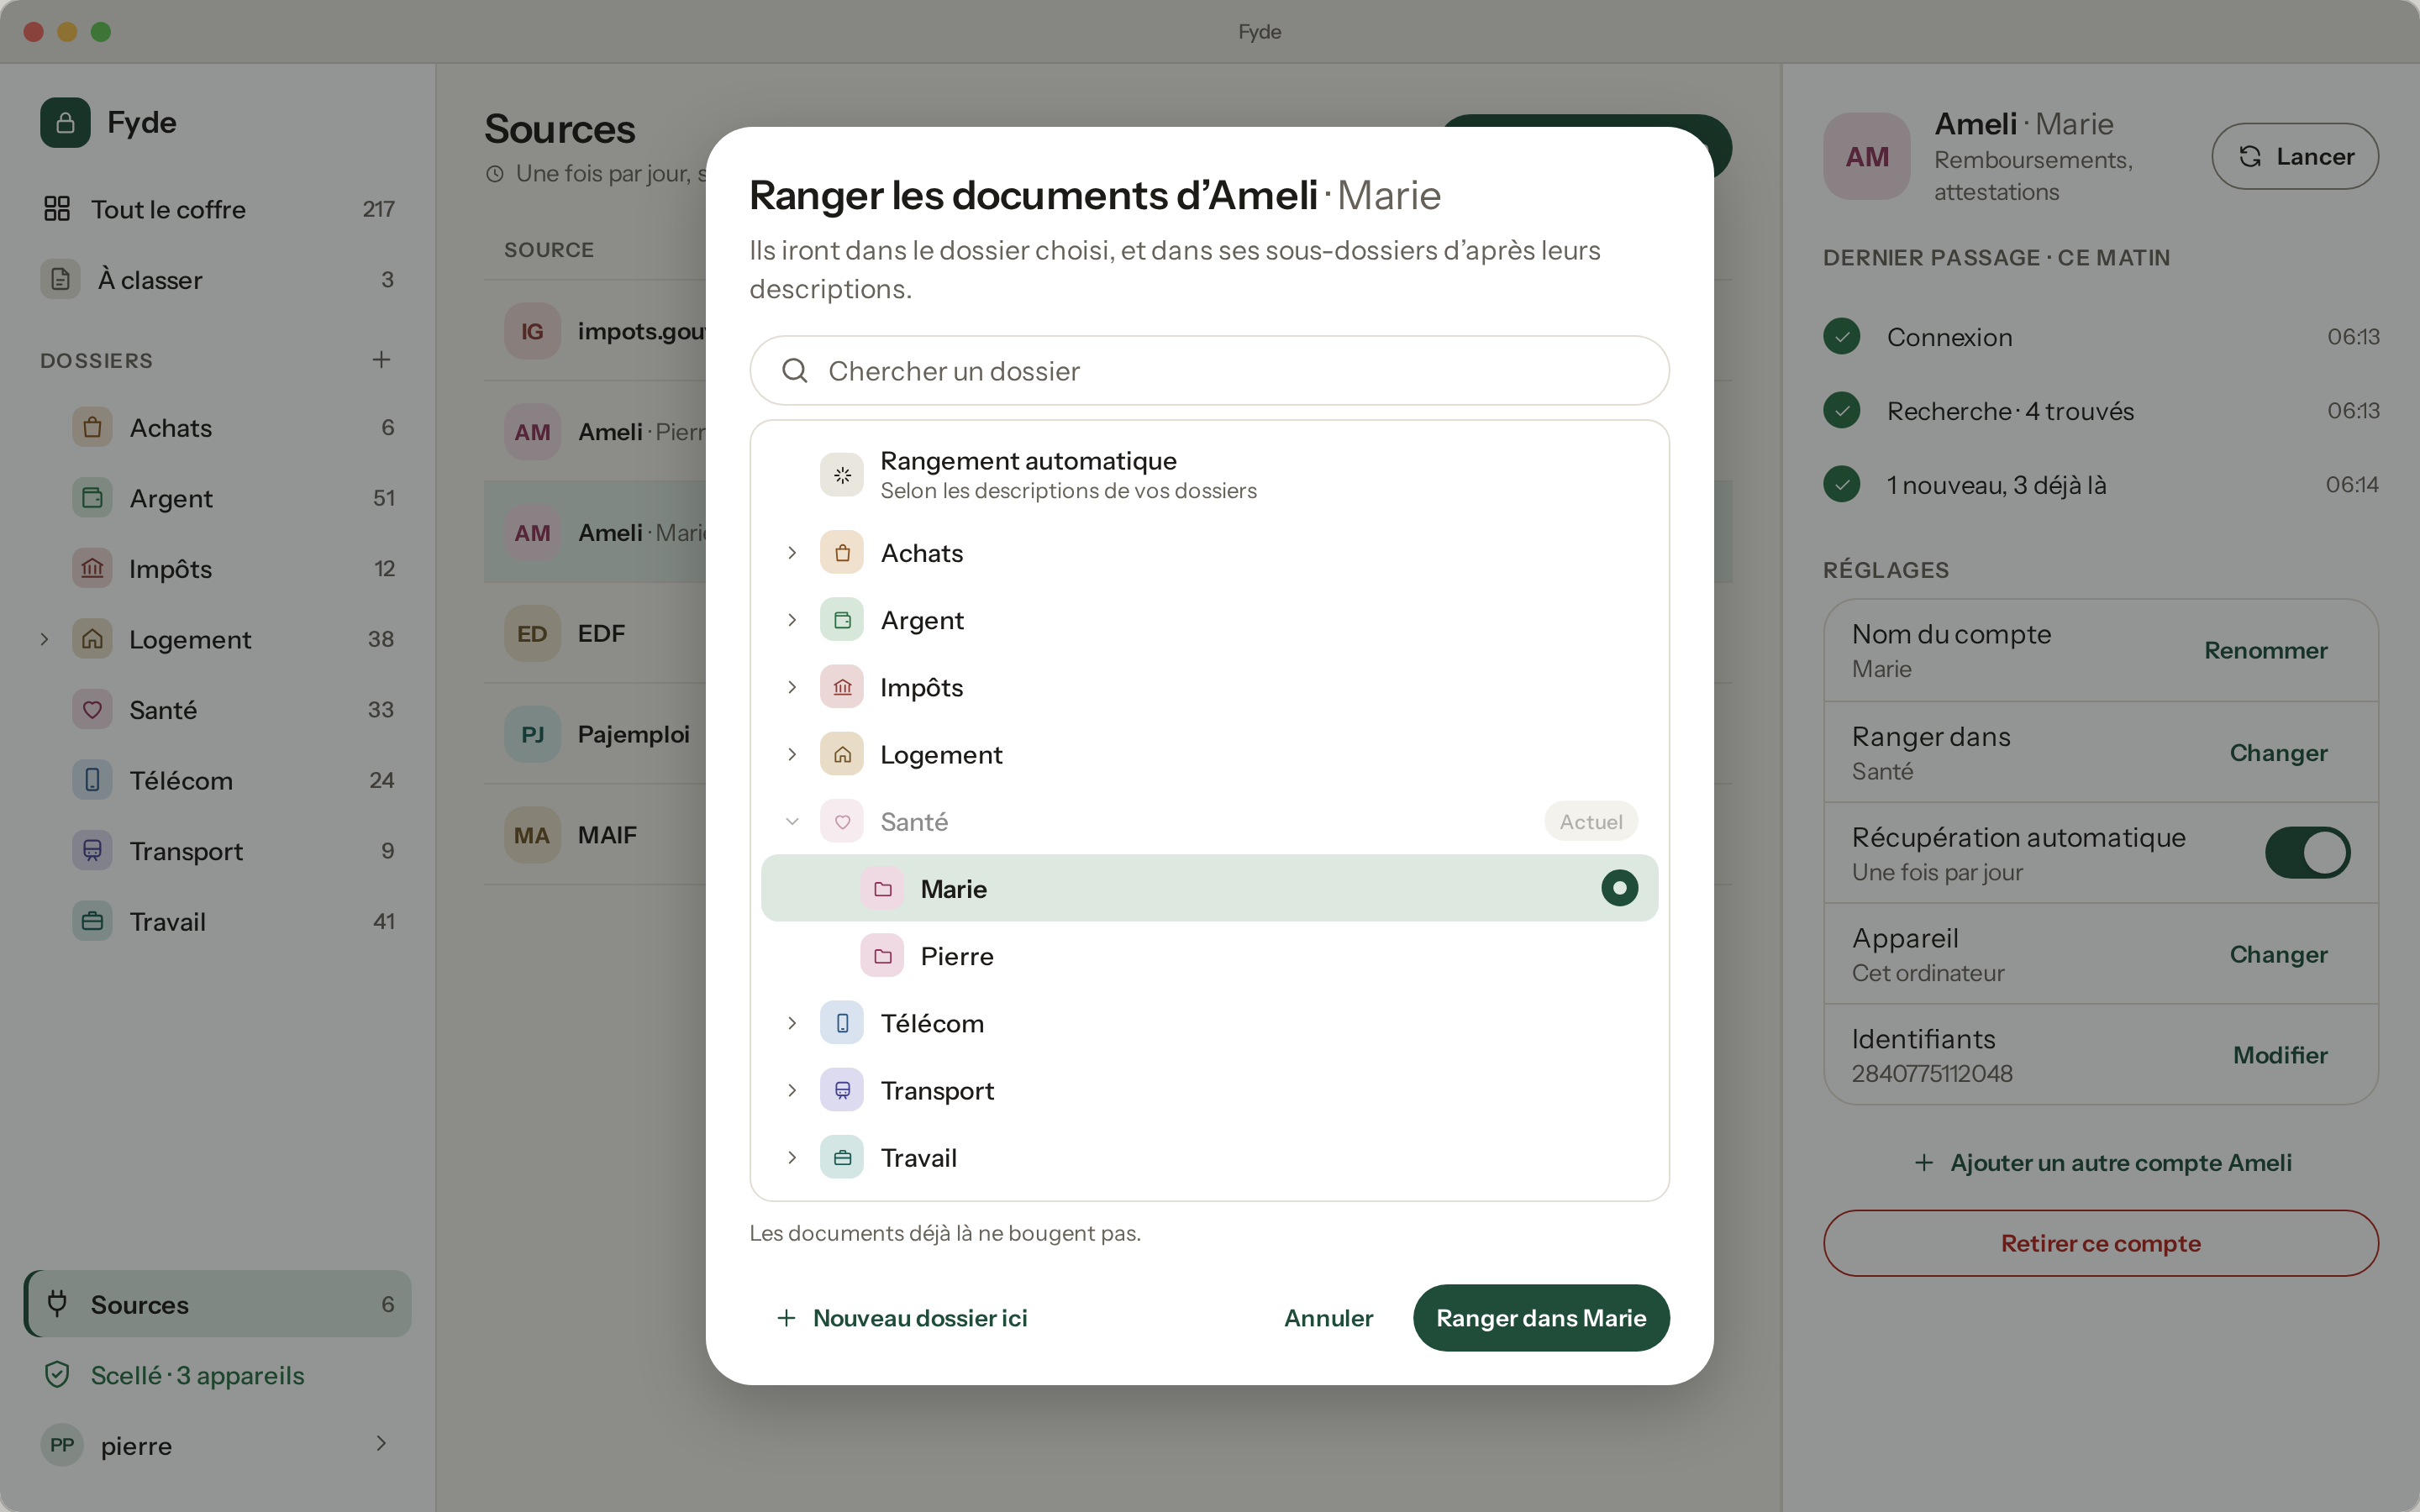 Fyde
Fyde
Tout le coffre 217
À classer 3
DOSSIERS
Achats 6
Argent 51
Impôts 12
Logement 38
Santé 33
Télécom 24
Transport 9
Travail 41
Sources 6
Scellé · 3 appareils
PP pierre
Sources
Une fois par jour,
SOURCE
IG
AM Ameli ·
AM Ameli ·
ED EDF
PJ Pajemploi
MA MAIF
Ranger les documents d’Ameli · Marie
Ils iront dans le dossier choisi, et dans ses sous-dossiers d’après leurs
descriptions.
Chercher un dossier
Rangement automatique
Selon les descriptions de vos dossiers
Achats
Argent
Impôts
Logement
Santé Actuel
Marie
Pierre
Télécom
Transport
Travail
Les documents déjà là ne bougent pas.
Nouveau dossier ici Annuler Ranger dans Marie
AM
Ameli · Marie
Remboursements,
attestations
Lancer
DERNIER PASSAGE · CE MATIN
Connexion 06:13
Recherche · 4 trouvés 06:13
1 nouveau, 3 déjà là 06:14
RÉGLAGES
Nom du compte
Marie
Renommer
Ranger dans
Santé
Changer
Récupération automatique
Une fois par jour
Appareil
Cet ordinateur
Changer
Identifiants
2840775112048
Modifier
Ajouter un autre compte Ameli
Retirer ce compte